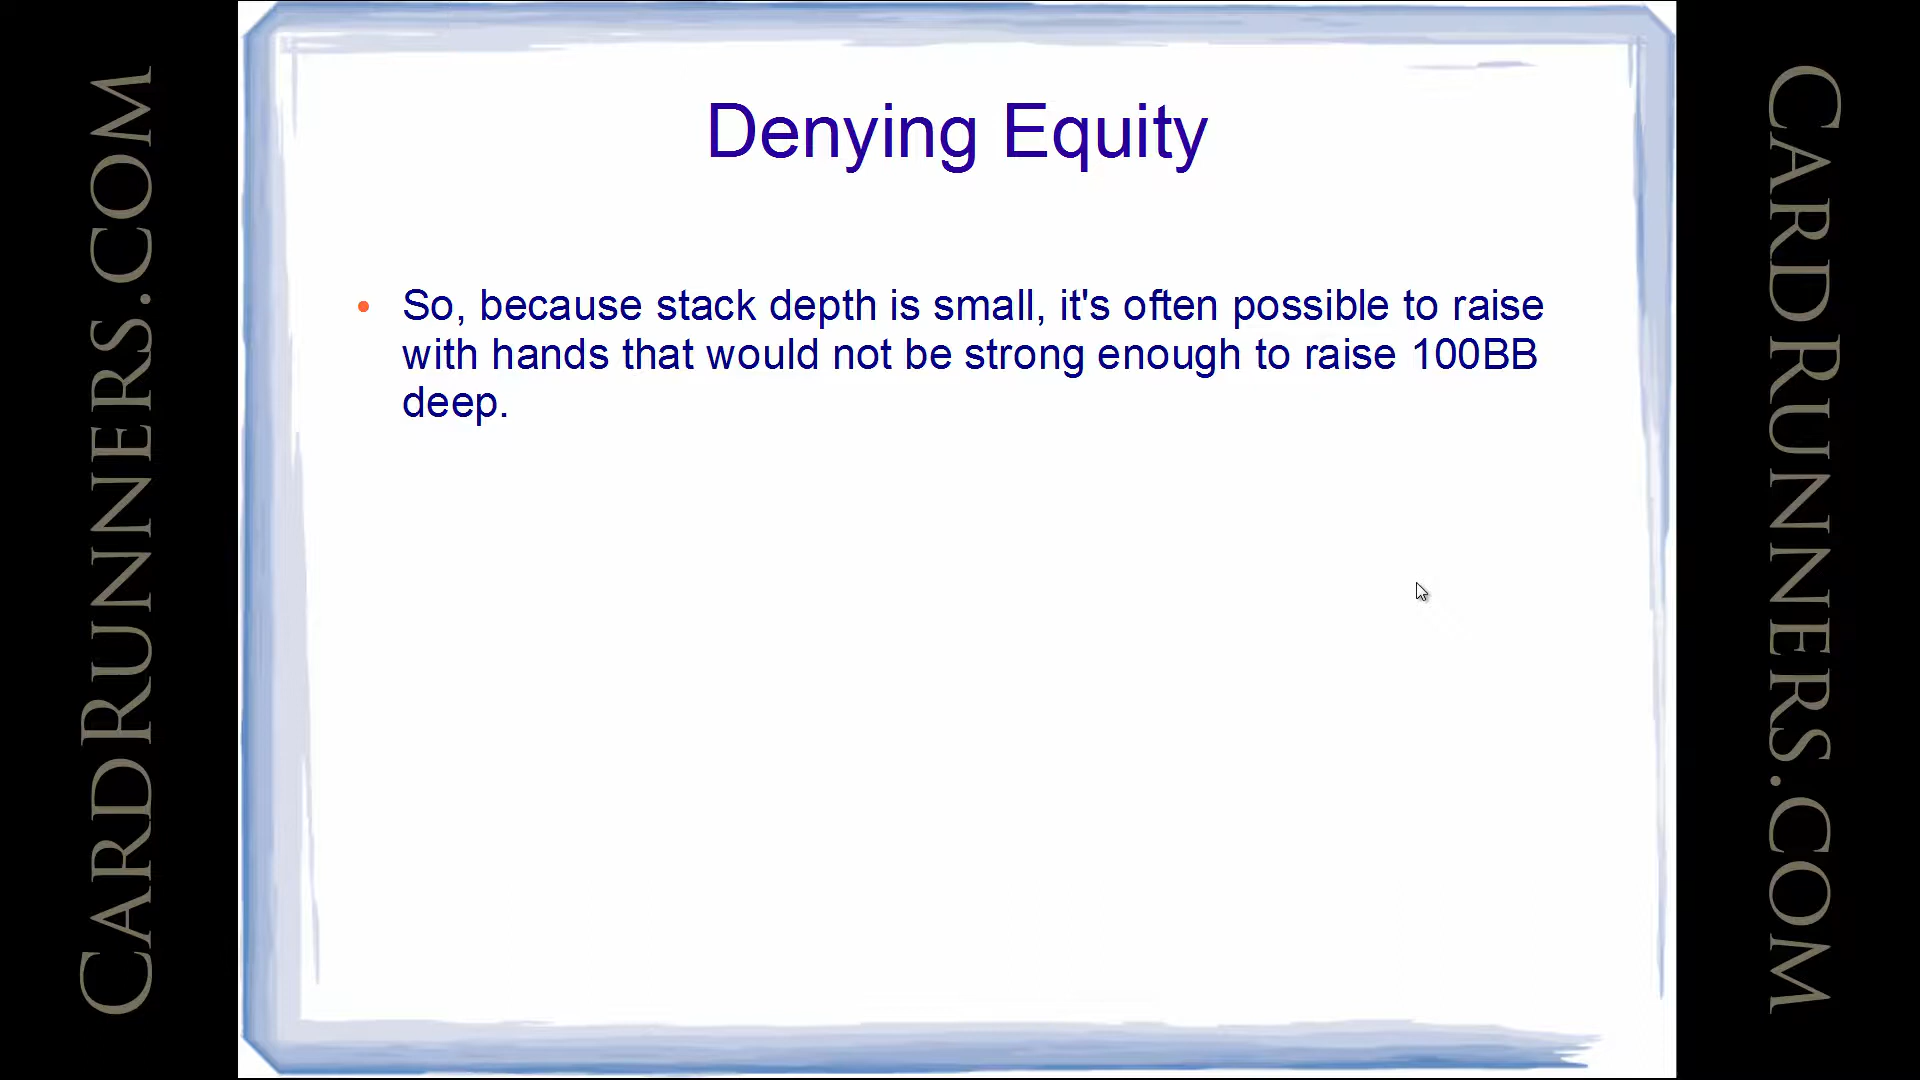 CARDRUNNERS.COM
Denying Equity
So, because stack depth is small, it's often possible to raise
with hands that would not be strong enough to raise 100BB
deep.
CARDRUNNERS.COM